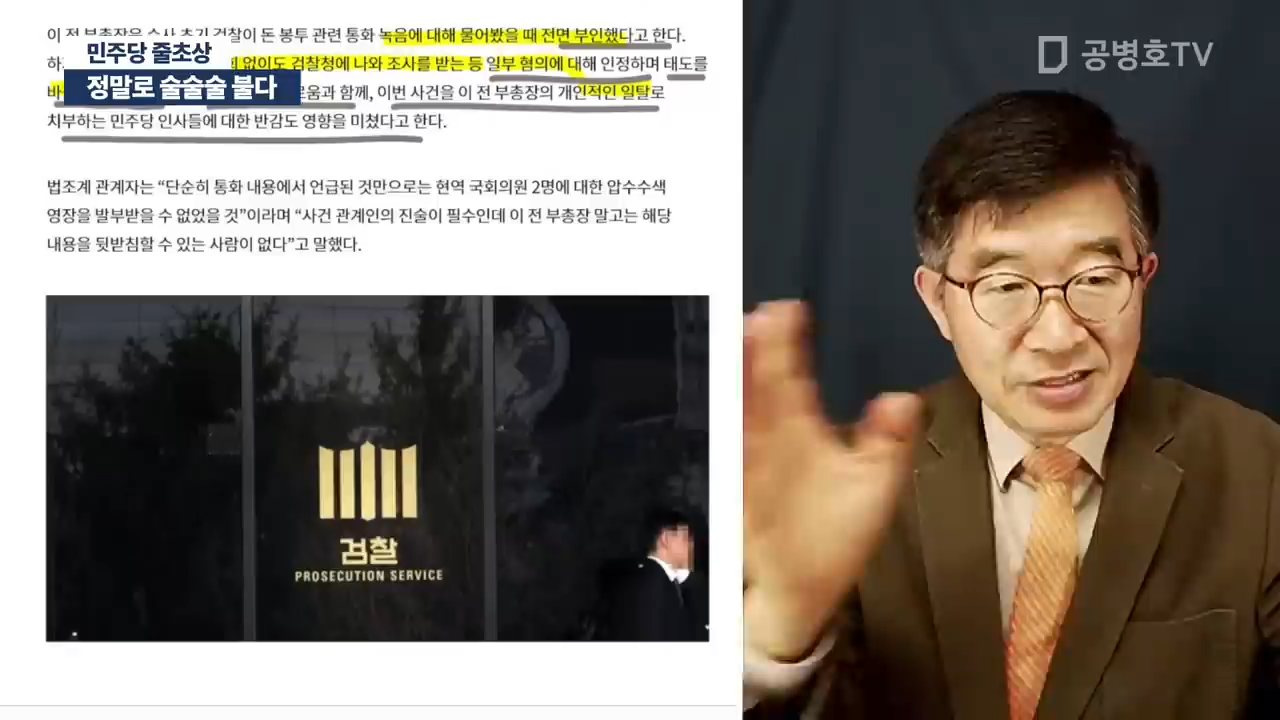 이 전 부총장은 수사 초기 검찰이 돈 봉투 관련 통화 녹음에 대해 물어봤을 때 전면 부인했다고 한다.
민주당 줄초상
없이도 검찰청에 나와 조사를 받는 등 일부 혐의에 대해 인정하며 태도를
정말로 술술술 불다
함께, 이번 사건을 이 전 부총장의 개인적인 일탈로
치부하는 민주당 인사들에 대한 반감도 영향을 미쳤다고 한다.
법조계 관계자는 “단순히 통화 내용에서 언급된 것만으로는 현역 국회의원 2명에 대한 압수수색
영장을 발부받을 수 없었을 것”이라며 “사건 관계인의 진술이 필수인데 이 전 부총장 말고는 해당
내용을 뒷받침할 수 있는 사람이 없다”고 말했다.
검찰
PROSECUTION SERVICE
공병호TV